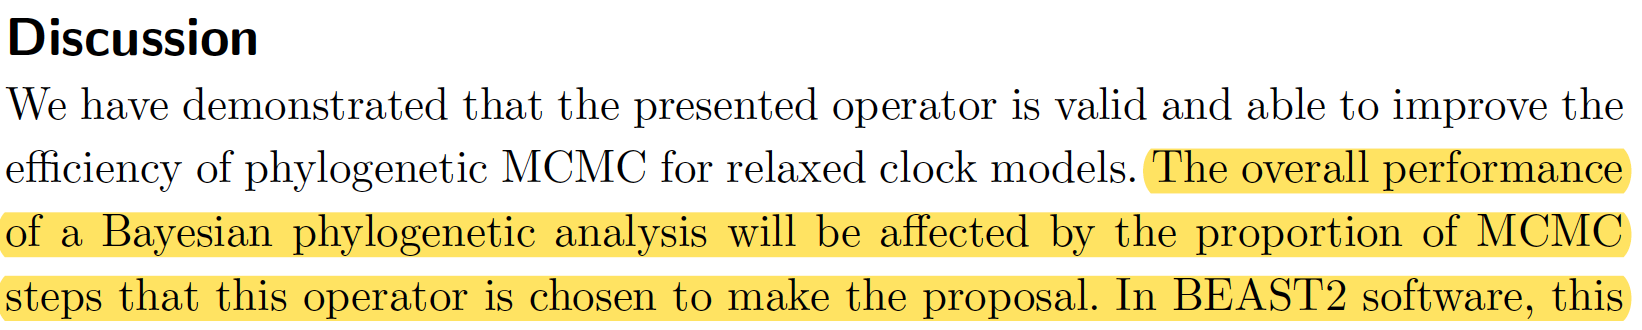 Discussion
We have demonstrated that the presented operator is valid and able to improve the
efficiency of phylogenetic MCMC for relaxed clock models. The overall performance
of a Bayesian phylogenetic analysis will be affected by the proportion of MCMC
steps that this operator is chosen to make the proposal. In BEAST2 software, this